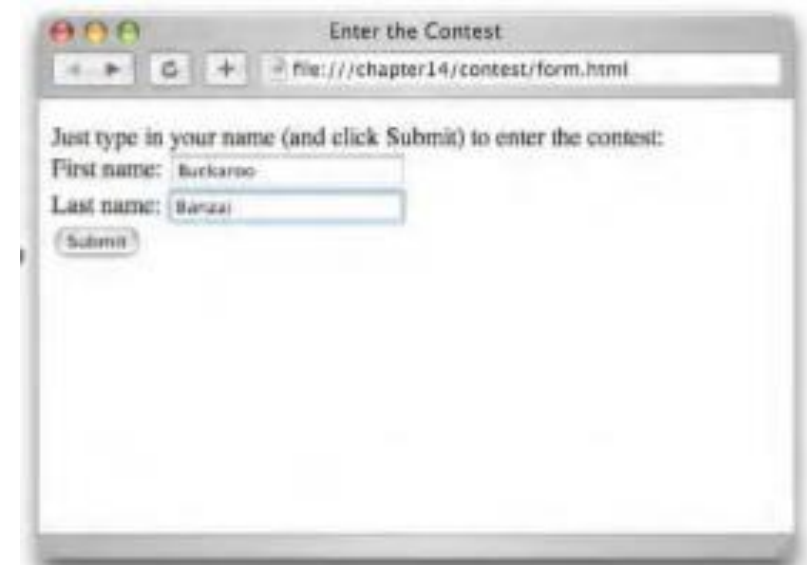 Enter the Contest
file:///chapter14/contest/form.html
Just type in your name (and click Submit) to enter the contest:
First name: Buckaroo
Last name: Banzai
Submit